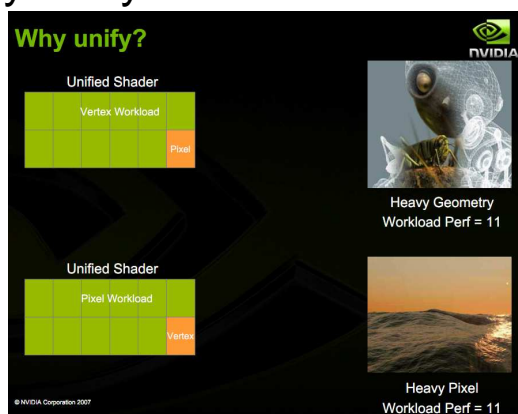 Why unify?
NVIDIA
Unified Shader
Vertex Workload
Pixel
Heavy Geometry
Workload Perf = 11
Unified Shader
Pixel Workload
Vertex
Heavy Pixel
Workload Perf = 11
© NVIDIA Corporation 2007